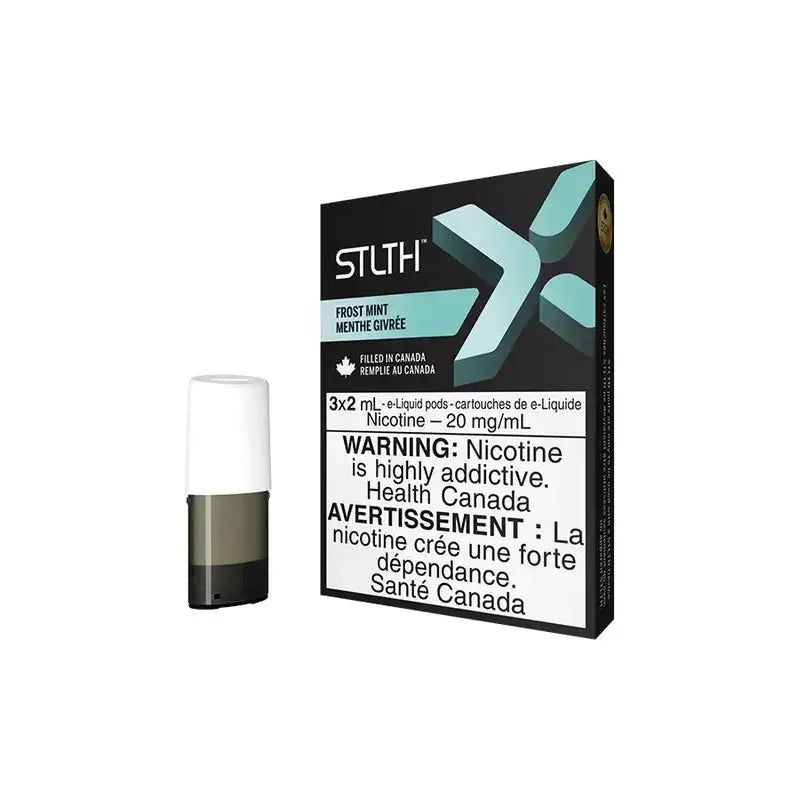 STLTH™
FROST MINT
MENTHE GIVRÉE
FILLED IN CANADA
REMPLIE AU CANADA
3x2 mL - e-Liquid pods - cartouches de e-Liquide
Nicotine – 20 mg/mL
WARNING: Nicotine
is highly addictive.
Health Canada
AVERTISSEMENT : La
nicotine crée une forte
dépendance.
Santé Canada